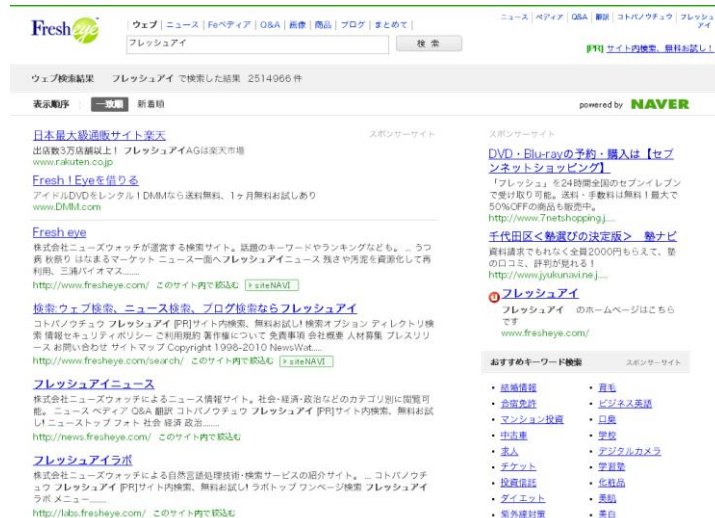 Fresheye
ウェブ | ニュース | Feペディア | Q&A | 画像 | 商品 | ブログ | まとめて |
ニュース | ペディア | Q&A | 翻訳 | コトバノウチュウ | フレッシュアイ
フレッシュアイ
検 索
[PR] サイト内検索、無料お試し!
ウェブ検索結果 フレッシュアイ で検索した結果 2514966 件
表示順序 : 一致順 新着順
powered by NAVER
日本最大級通販サイト楽天
スポンサーサイト
出店数3万店舗以上! フレッシュアイAGは楽天市場
www.rakuten.co.jp
Fresh!Eyeを借りる
アイドルDVDをレンタル!DMMなら送料無料、1ヶ月無料お試しあり
www.DMM.com
Fresh eye
株式会社ニューズウォッチが運営する検索サイト。話題のキーワードやランキングなども。 ... うつ
病 秋祭り はなまるマーケット ニュース一面へフレッシュアイニュース 残さや汚泥を資源化して再
利用、三浦バイオマス.......
http://www.fresheye.com/ このサイト内で絞込む siteNAVI
検索:ウェブ検索、ニュース検索、ブログ検索ならフレッシュアイ
コトバノウチュウ フレッシュアイ [PR]サイト内検索、無料お試し! 検索オプション ディレクトリ検
索 情報セキュリティポリシー ご利用規約 著作権について 免責事項 会社概要 人材募集 プレスリリ
ース お問い合わせ サイトマップ Copyright 1998-2010 NewsWat.....
http://www.fresheye.com/search/ このサイト内で絞込む siteNAVI
フレッシュアイニュース
株式会社ニューズウォッチによるニュース情報サイト。社会・経済・政治などのカテゴリ別に閲覧可
能。 ニュース ペディア Q&A 翻訳 コトバノウチュウ フレッシュアイ [PR]サイト内検索、無料お試
し! ニューストップ フォト 社会 経済 政治.......
http://news.fresheye.com/ このサイト内で絞込む
フレッシュアイラボ
株式会社ニューズウォッチによる自然言語処理技術・検索サービスの紹介サイト。 ... コトバノウチ
ュウ フレッシュアイ [PR]サイト内検索、無料お試し! ラボトップ ワンページ検索 フレッシュアイ
ラボ メニュー.......
http://labs.fresheye.com/ このサイト内で絞込む
スポンサーサイト
DVD・Blu-rayの予約・購入は【セブ
ンネットショッピング】
「フレッシュ」を24時間全国のセブンイレブン
で受け取り可能。送料・手数料は無料!最大で
50%OFFの商品も販売中。
http://www.7netshopping.j....
千代田区<塾選びの決定版> 塾ナビ
資料請求でもれなく全員2000円もらえて、塾
の口コミ、評判が見れる!
http://www.jyukunavi.ne.j....
フレッシュアイ
フレッシュアイ のホームページはこちら
です
www.fresheye.com/
おすすめキーワード検索 スポンサーサイト
・ 結婚情報 ・ 育毛
・ 合宿免許 ・ ビジネス英語
・ マンション投資 ・ 口臭
・ 中古車 ・ 学校
・ 求人 ・ デジタルカメラ
・ チケット ・ 学習塾
・ 投資信託 ・ 化粧品
・ ダイエット ・ 美肌
・ 紫外線対策 ・ 美白